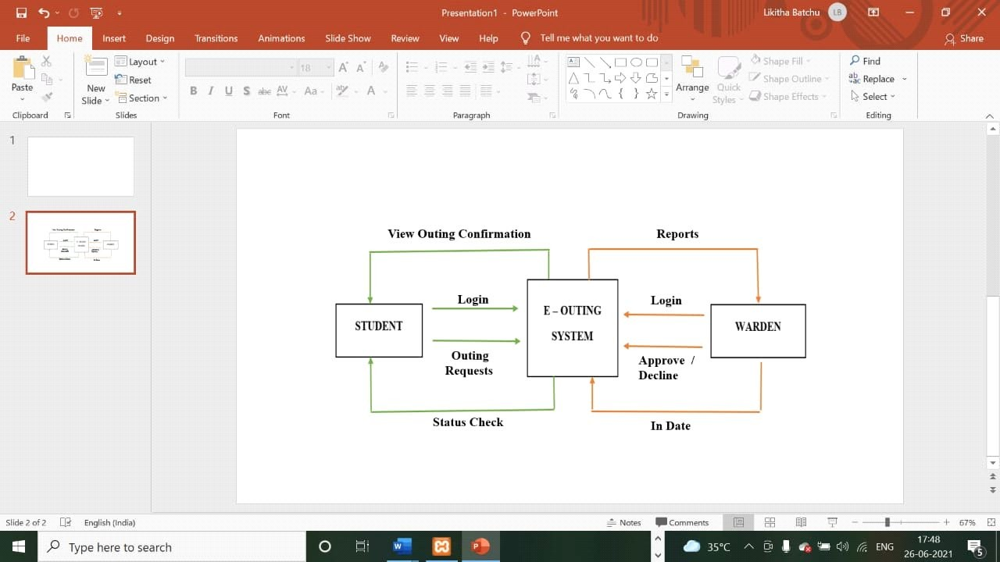 Presentation1 - PowerPoint
Likitha Batchu LB
File Home Insert Design Transitions Animations Slide Show Review View Help Tell me what you want to do Share
Paste
Clipboard
New
Slide
Layout
Reset
Section
Slides
18
B I U S abc AV Aa A
Font
Paragraph
Arrange
Quick
Styles
Shape Fill
Shape Outline
Shape Effects
Drawing
Find
Replace
Select
Editing
1
2
View Outing Confirmation
Reports
Login
Login
STUDENT
E – OUTING
SYSTEM
WARDEN
Outing
Requests
Approve /
Decline
Status Check
In Date
Slide 2 of 2 English (India) Notes Comments 67%
Type here to search
35°C ENG
17:48
26-06-2021
5